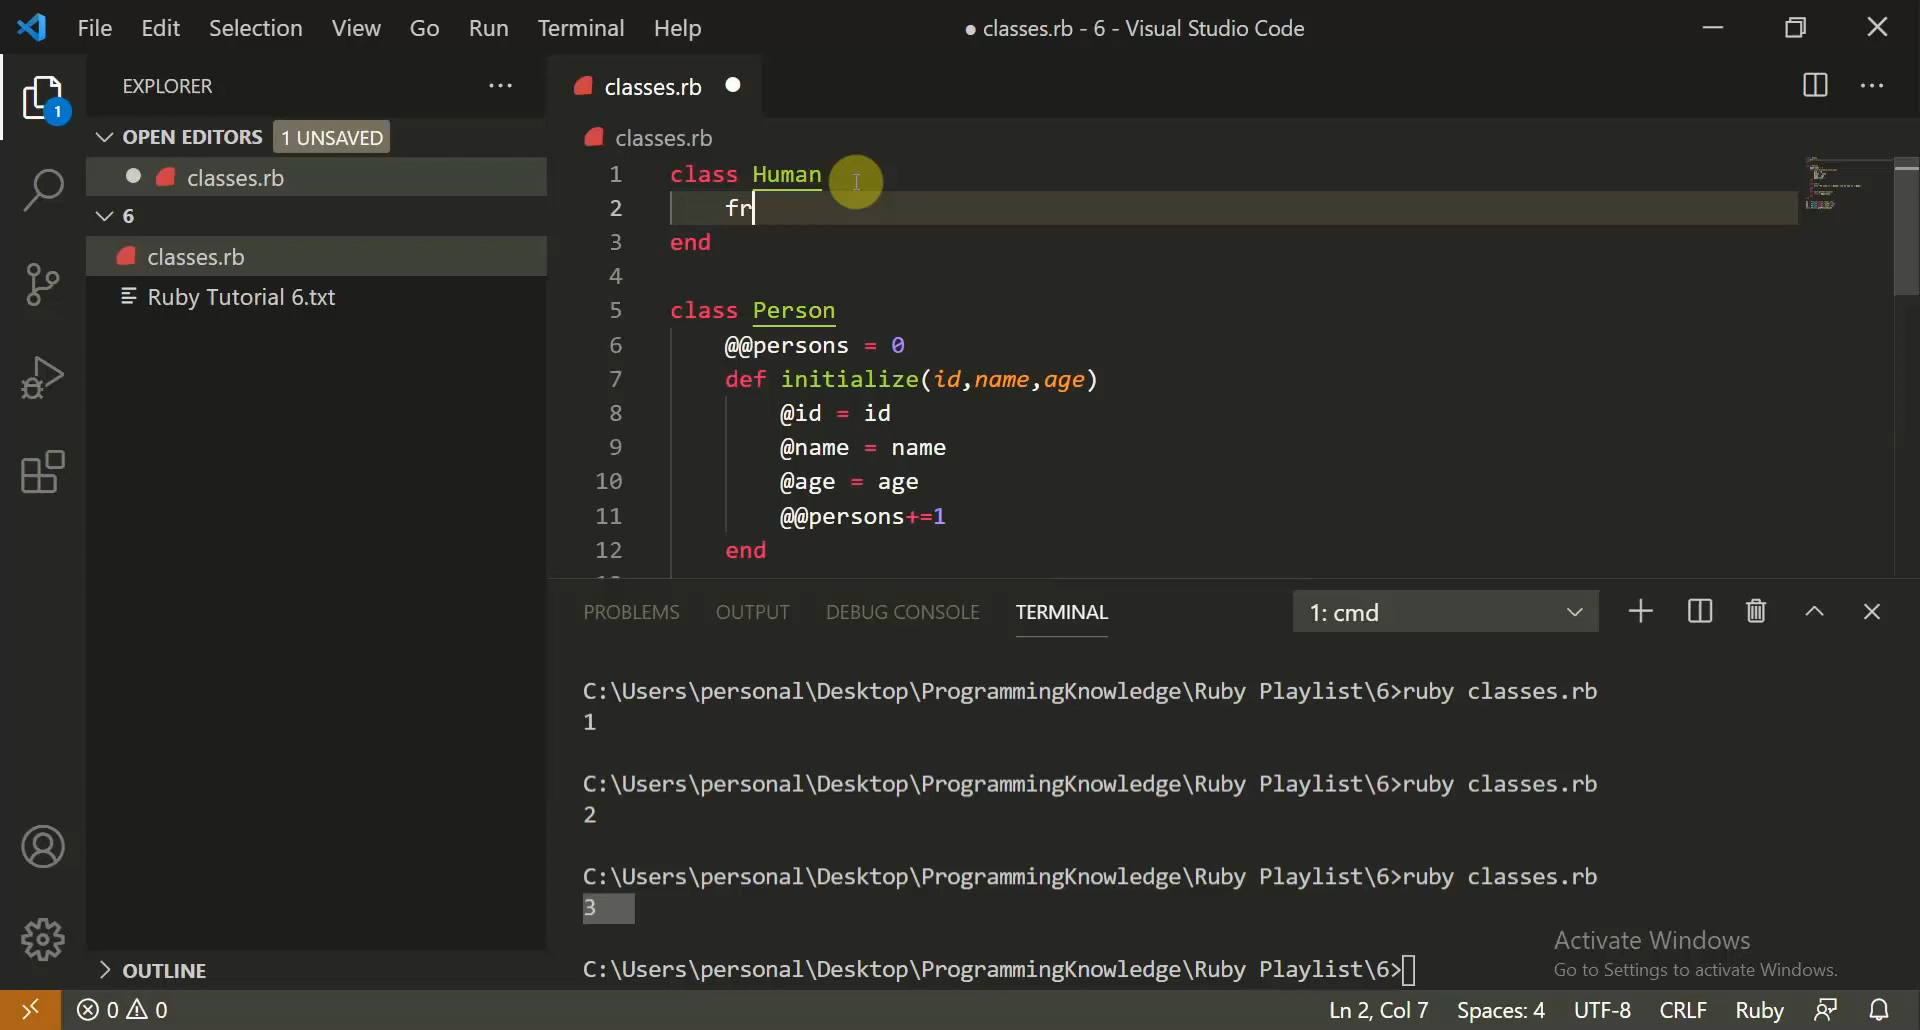 File Edit Selection View Go Run Terminal Help
● classes.rb - 6 - Visual Studio Code
1
EXPLORER
OPEN EDITORS 1 UNSAVED
classes.rb
6
classes.rb
Ruby Tutorial 6.txt
OUTLINE
classes.rb
classes.rb
1 class Human
2 fr
3 end
4
5 class Person
6 @@persons = 0
7 def initialize(id,name,age)
8 @id = id
9 @name = name
10 @age = age
11 @@persons+=1
12 end
PROBLEMS OUTPUT DEBUG CONSOLE TERMINAL 1: cmd
C:\Users\personal\Desktop\ProgrammingKnowledge\Ruby Playlist\6>ruby classes.rb
1
C:\Users\personal\Desktop\ProgrammingKnowledge\Ruby Playlist\6>ruby classes.rb
2
C:\Users\personal\Desktop\ProgrammingKnowledge\Ruby Playlist\6>ruby classes.rb
3
C:\Users\personal\Desktop\ProgrammingKnowledge\Ruby Playlist\6>
Activate Windows
Go to Settings to activate Windows.
0 0 Ln 2, Col 7 Spaces: 4 UTF-8 CRLF Ruby